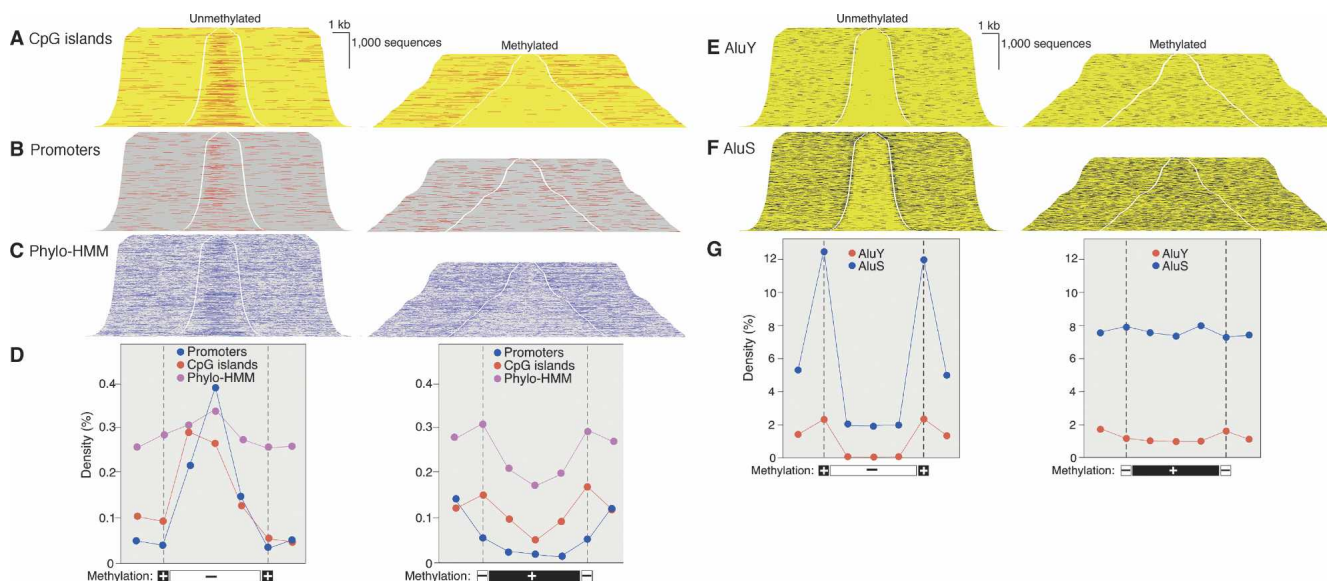 Unmethylated
1 kb
A CpG islands
1,000 sequences
Methylated
B Promoters
C Phylo-HMM
D
Promoters
CpG islands
Phylo-HMM
0.4
0.3
0.2
0.1
0
Density (%)
Methylation: + − +
Promoters
CpG islands
Phylo-HMM
0.4
0.3
0.2
0.1
0
− + −
Unmethylated
1 kb
E AluY
1,000 sequences
Methylated
F AluS
G
AluY
AluS
12
10
8
6
4
2
0
Density (%)
Methylation: + − +
AluY
AluS
12
10
8
6
4
2
0
Methylation: − + −